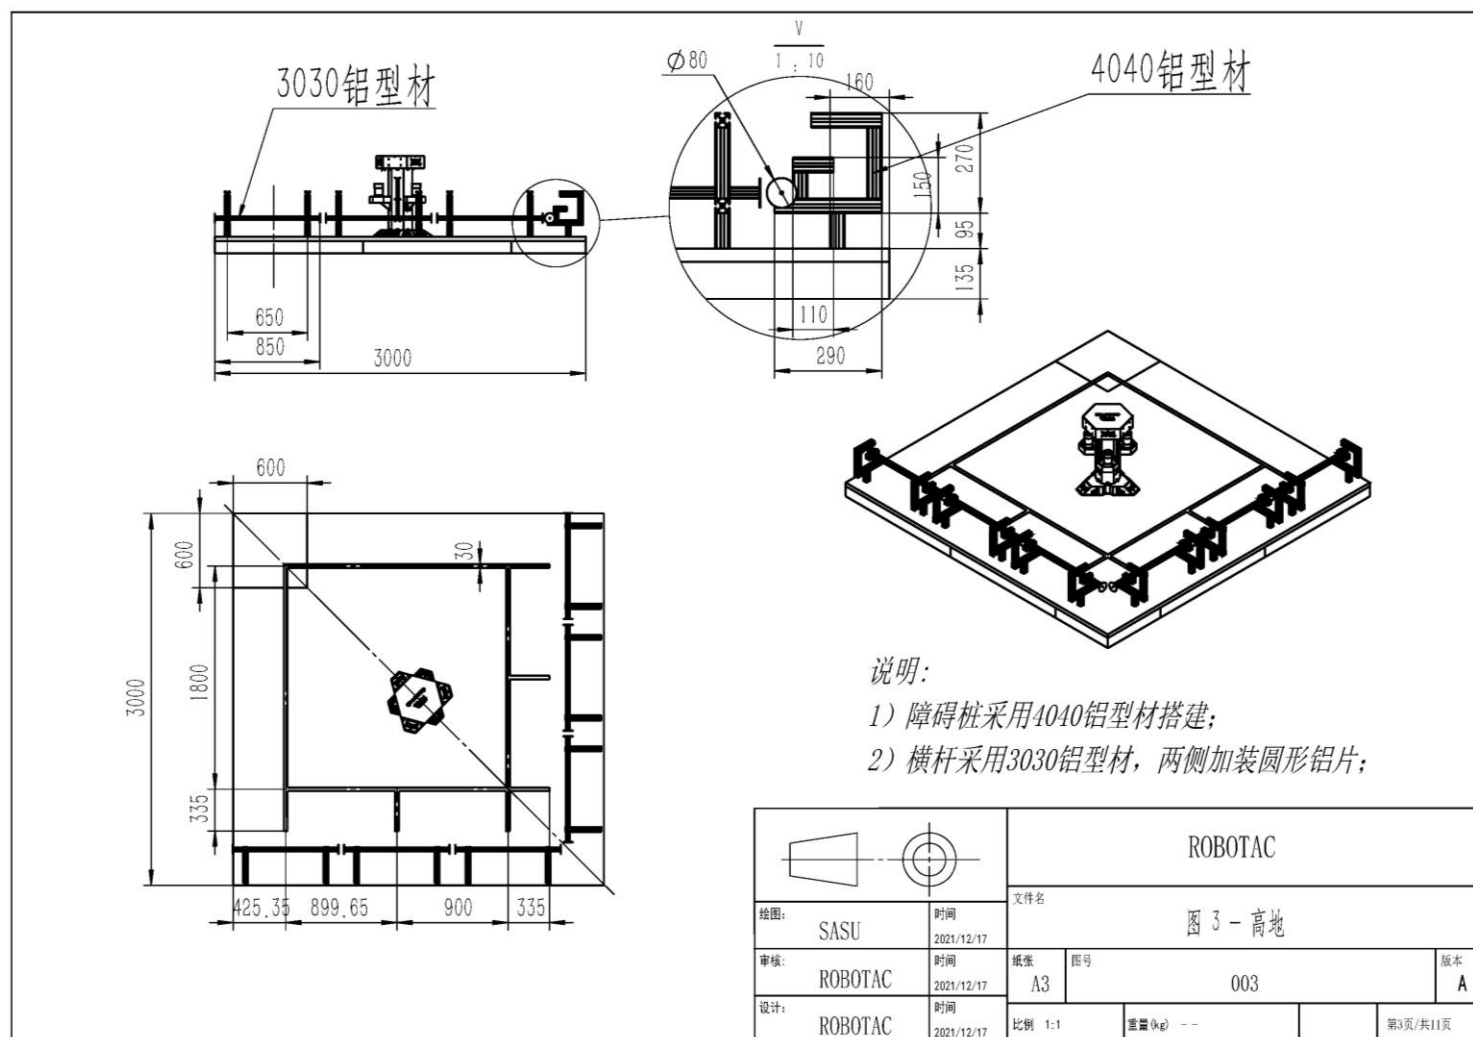 V
1 : 10
3030铝型材
Ø80
160
4040铝型材
270
150
95
135
110
290
650
850
3000
600
600
30
3000
1800
335
425.35
899.65
900
335
说明:
1) 障碍桩采用4040铝型材搭建;
2) 横杆采用3030铝型材, 两侧加装圆形铝片;
ROBOTAC
文件名
图 3 - 高地
绘图:
SASU
时间
2021/12/17
审核:
ROBOTAC
时间
2021/12/17
纸张
A3
图号
003
版本
A
设计:
ROBOTAC
时间
2021/12/17
比例 1:1
重量(kg) --
第3页/共11页